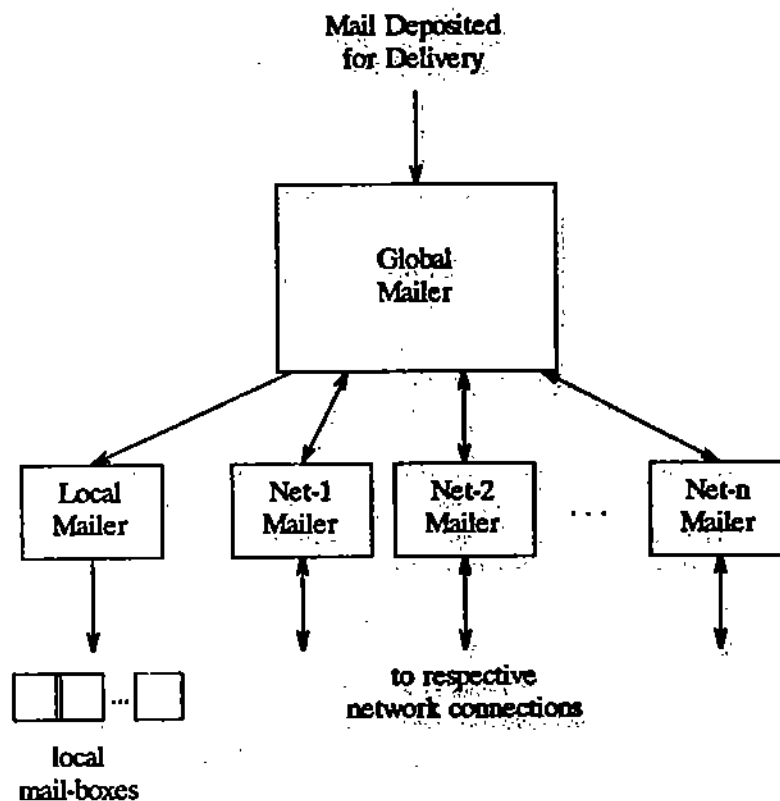 Mail Deposited
for Delivery
Global
Mailer
Local
Mailer
Net-1
Mailer
Net-2
Mailer
...
Net-n
Mailer
...
to respective
network connections
local
mail-boxes